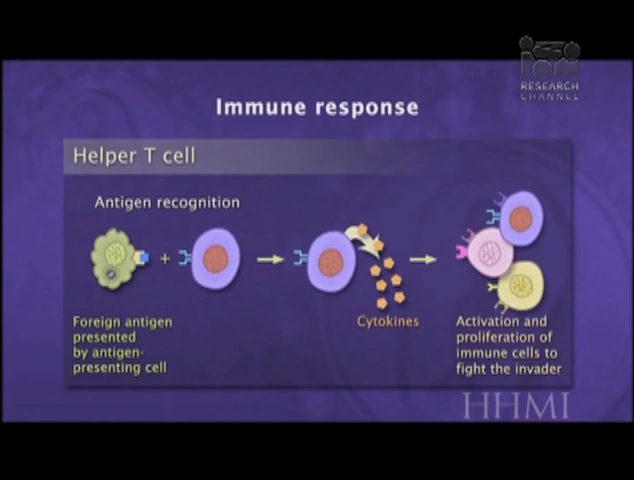 RESEARCH
CHANNEL
Immune response
Helper T cell
Antigen recognition
+
Foreign antigen
presented
by antigen-
presenting cell
Cytokines
Activation and
proliferation of
immune cells to
fight the invader
HHMI